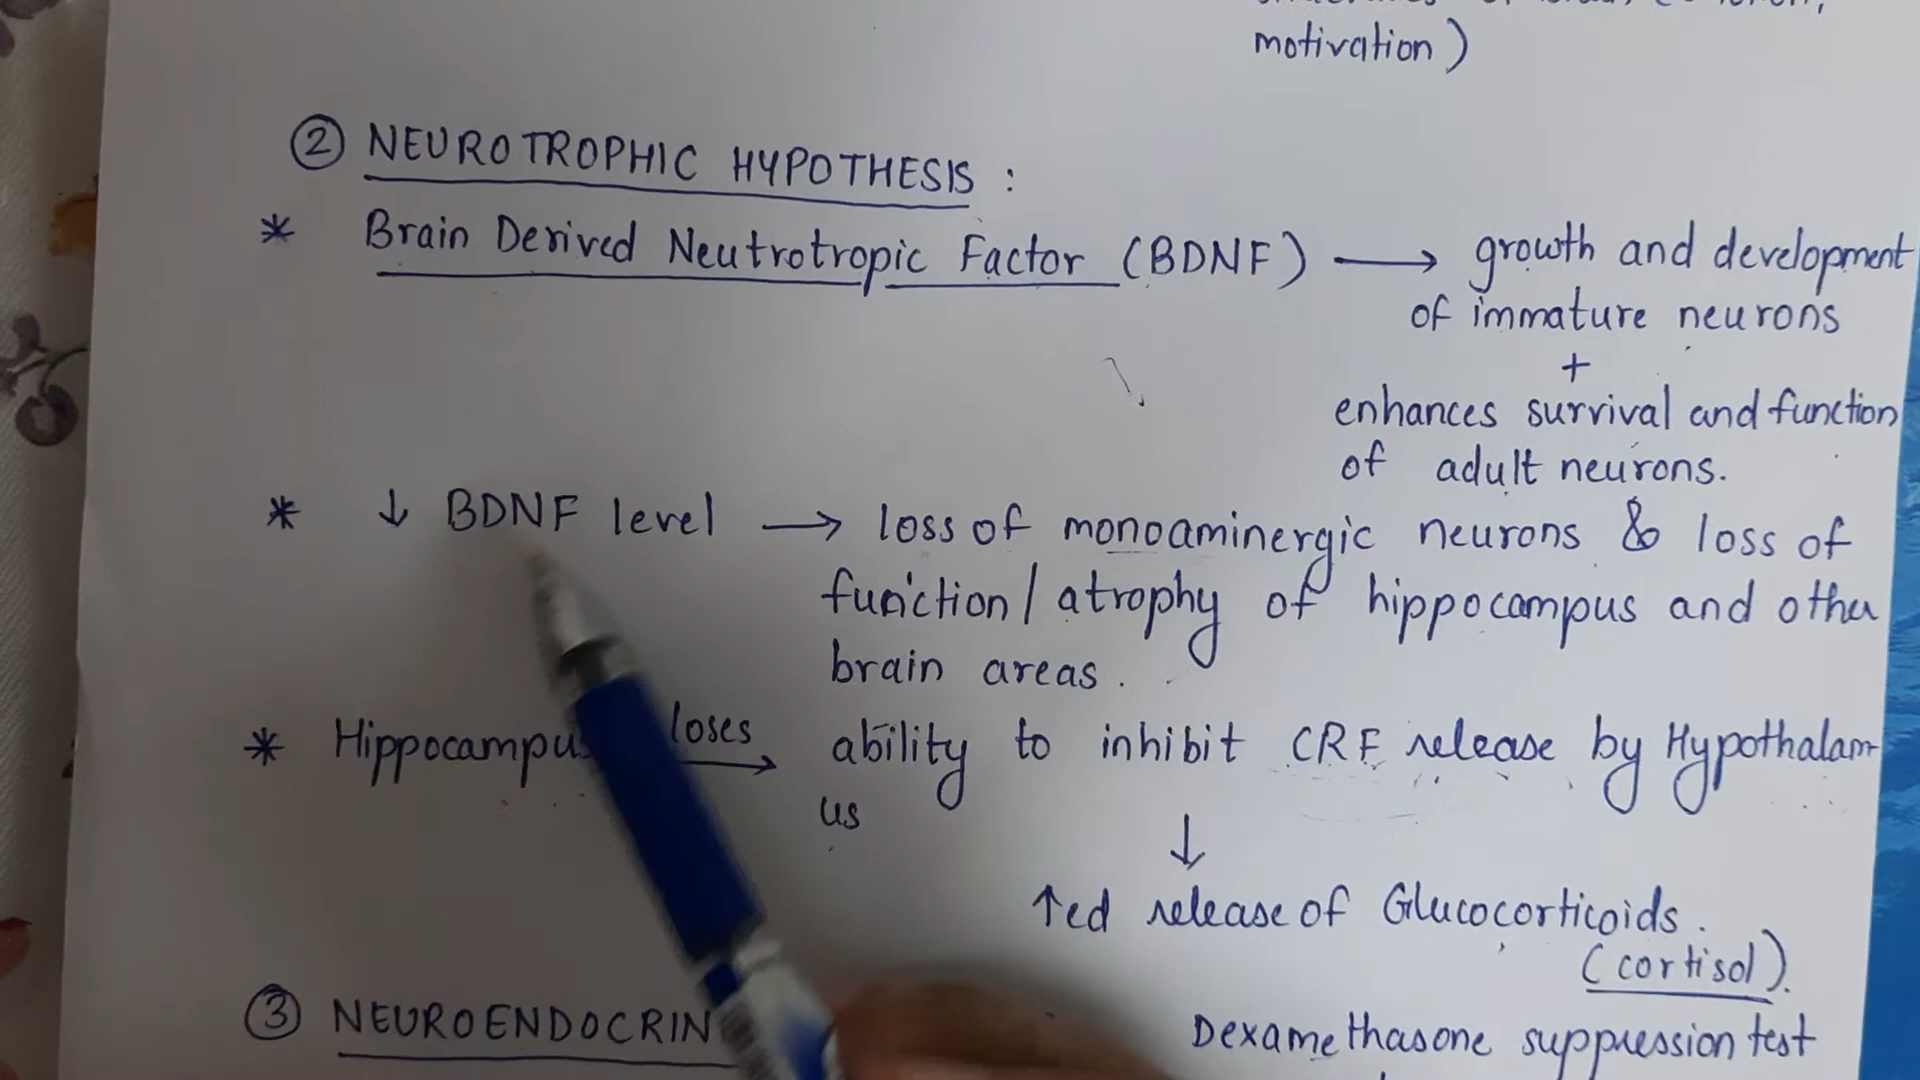 motivation)
② NEUROTROPHIC HYPOTHESIS :
* Brain Derived Neutrotropic Factor (BDNF) → growth and development
of immature neurons
+
enhances survival and function
of adult neurons.
* ↓ BDNF level → loss of monoaminergic neurons & loss of
function / atrophy of hippocampus and other
brain areas.
* Hippocampus loses → ability to inhibit CRF release by Hypothalam-
us
↓
↑ed release of Glucocorticoids.
(cortisol).
③ NEUROENDOCRIN
Dexamethasone suppression test